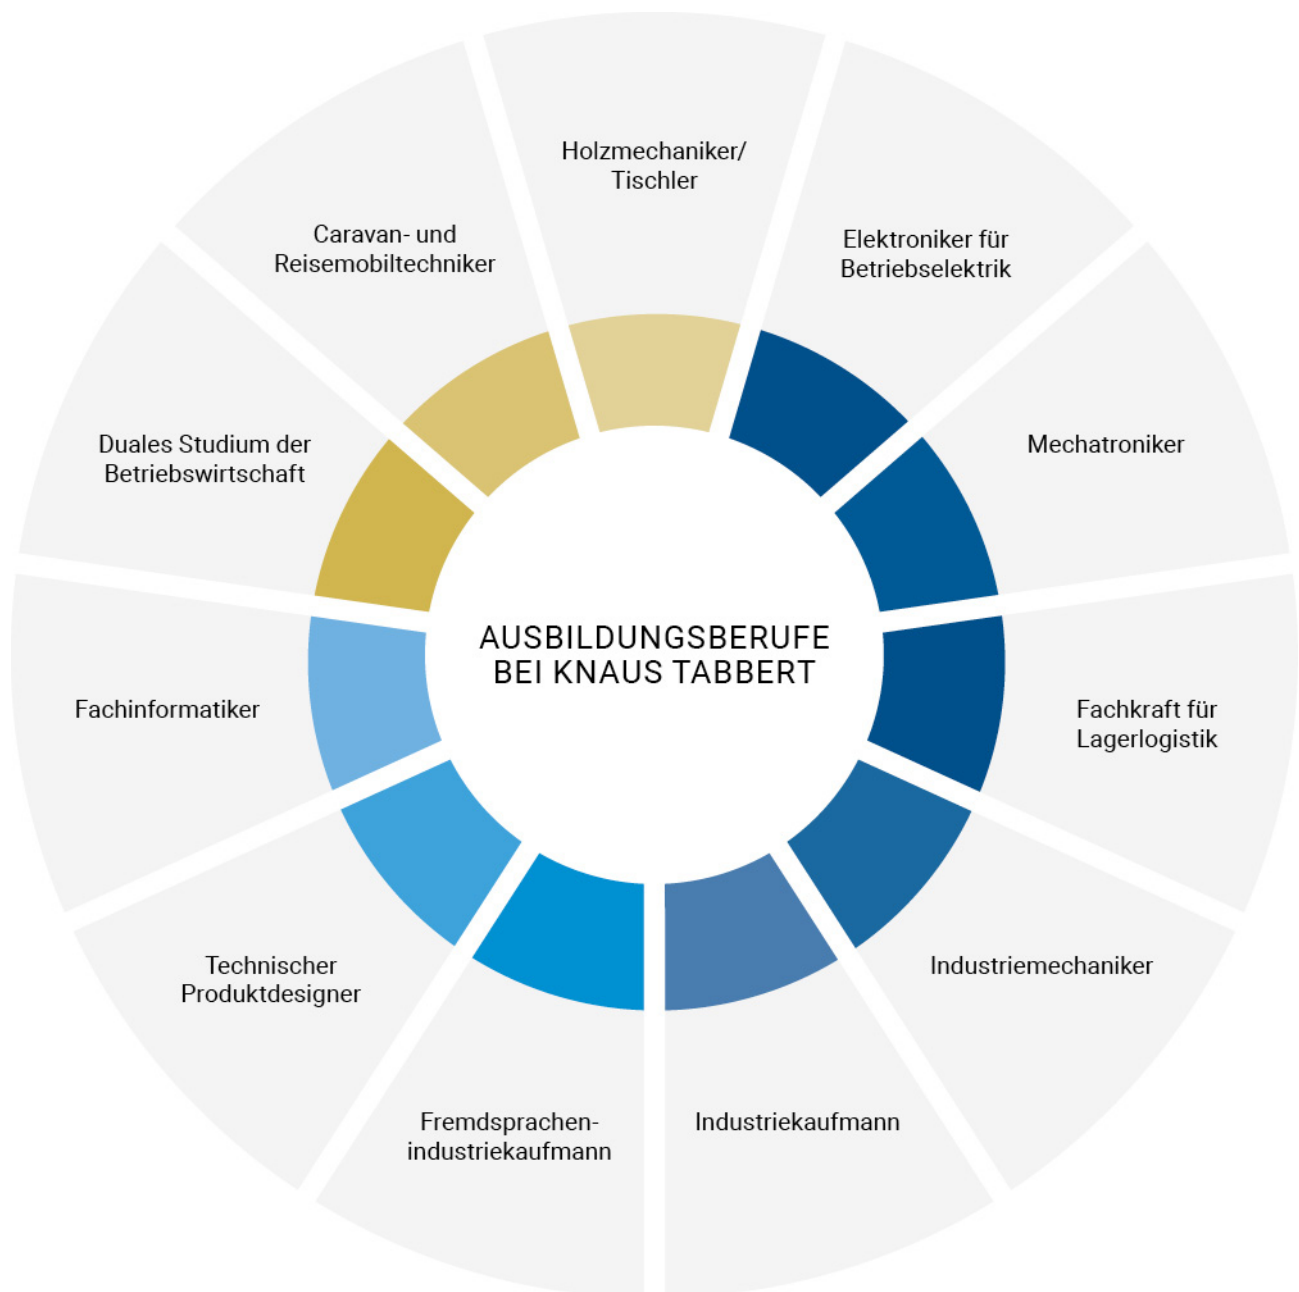 Holzmechaniker/
Tischler
Elektroniker für
Betriebselektrik
Mechatroniker
Fachkraft für
Lagerlogistik
Industriemechaniker
Industriekaufmann
Fremdsprachen-
industriekaufmann
Technischer
Produktdesigner
Fachinformatiker
Duales Studium der
Betriebswirtschaft
Caravan- und
Reisemobiltechniker
AUSBILDUNGSBERUFE
BEI KNAUS TABBERT